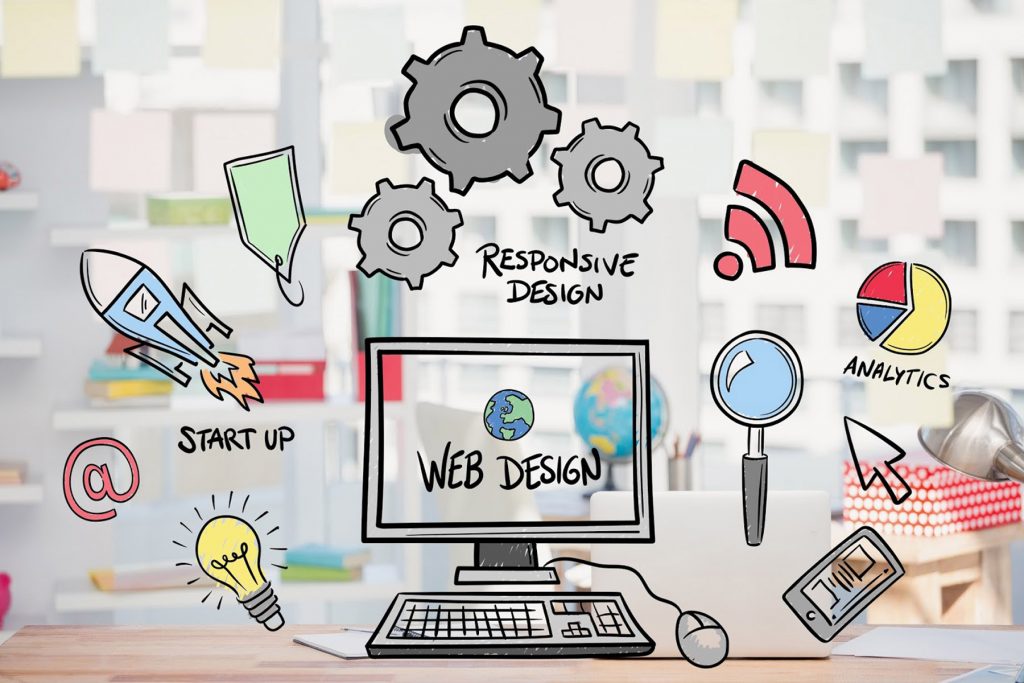 RESPONSIVE
DESIGN
ANALYTICS
START UP
WEB DESIGN
@